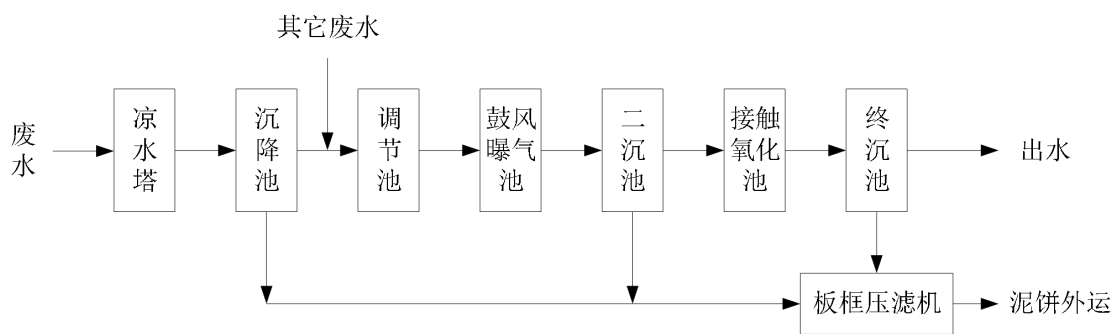 其它废水
废
水
凉
水
塔
沉
降
池
调
节
池
鼓风
曝气
池
二
沉
池
接触
氧化
池
终
沉
池
出水
板框压滤机
泥饼外运